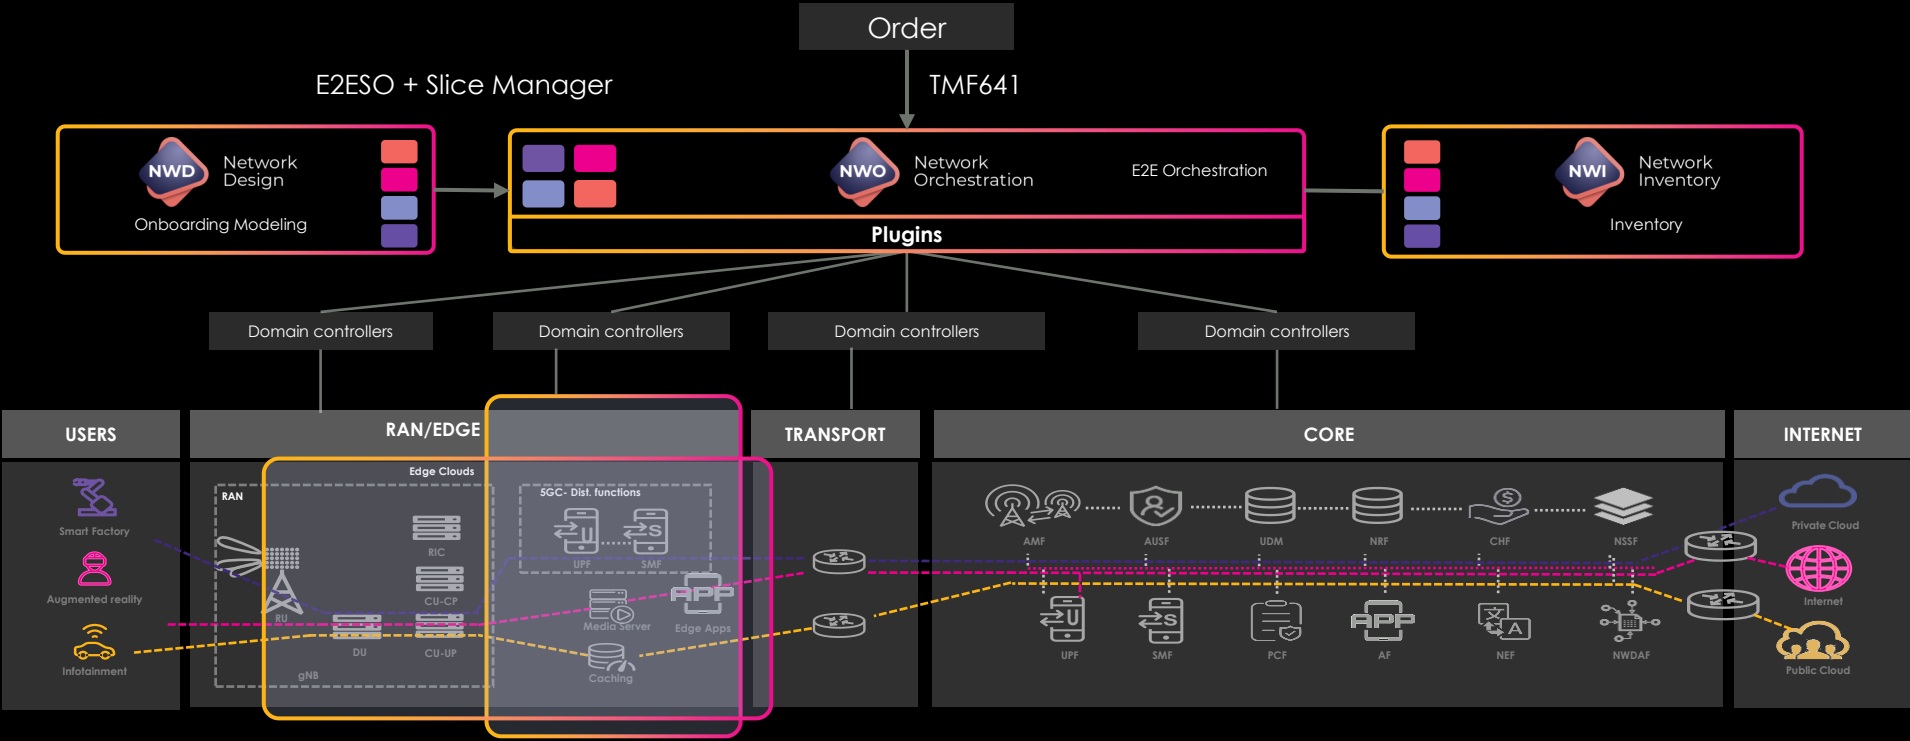 Order
E2ESO + Slice Manager
TMF641
NWD
Network
Design
Onboarding Modeling
NWO
Network
Orchestration
E2E Orchestration
Plugins
NWI
Network
Inventory
Inventory
Domain controllers
Domain controllers
Domain controllers
Domain controllers
USERS
RAN/EDGE
TRANSPORT
CORE
INTERNET
Smart Factory
Augmented reality
Infotainment
Edge Clouds
RAN
RIC
CU-CP
RU
DU
CU-UP
gNB
5GC- Dist. functions
U
S
UPF
SMF
Media Server
APP
Edge Apps
Caching
AMF
AUSF
UDM
NRF
$
CHF
NSSF
U
UPF
S
SMF
PCF
APP
AF
A
NEF
NWDAF
Private Cloud
Internet
Public Cloud